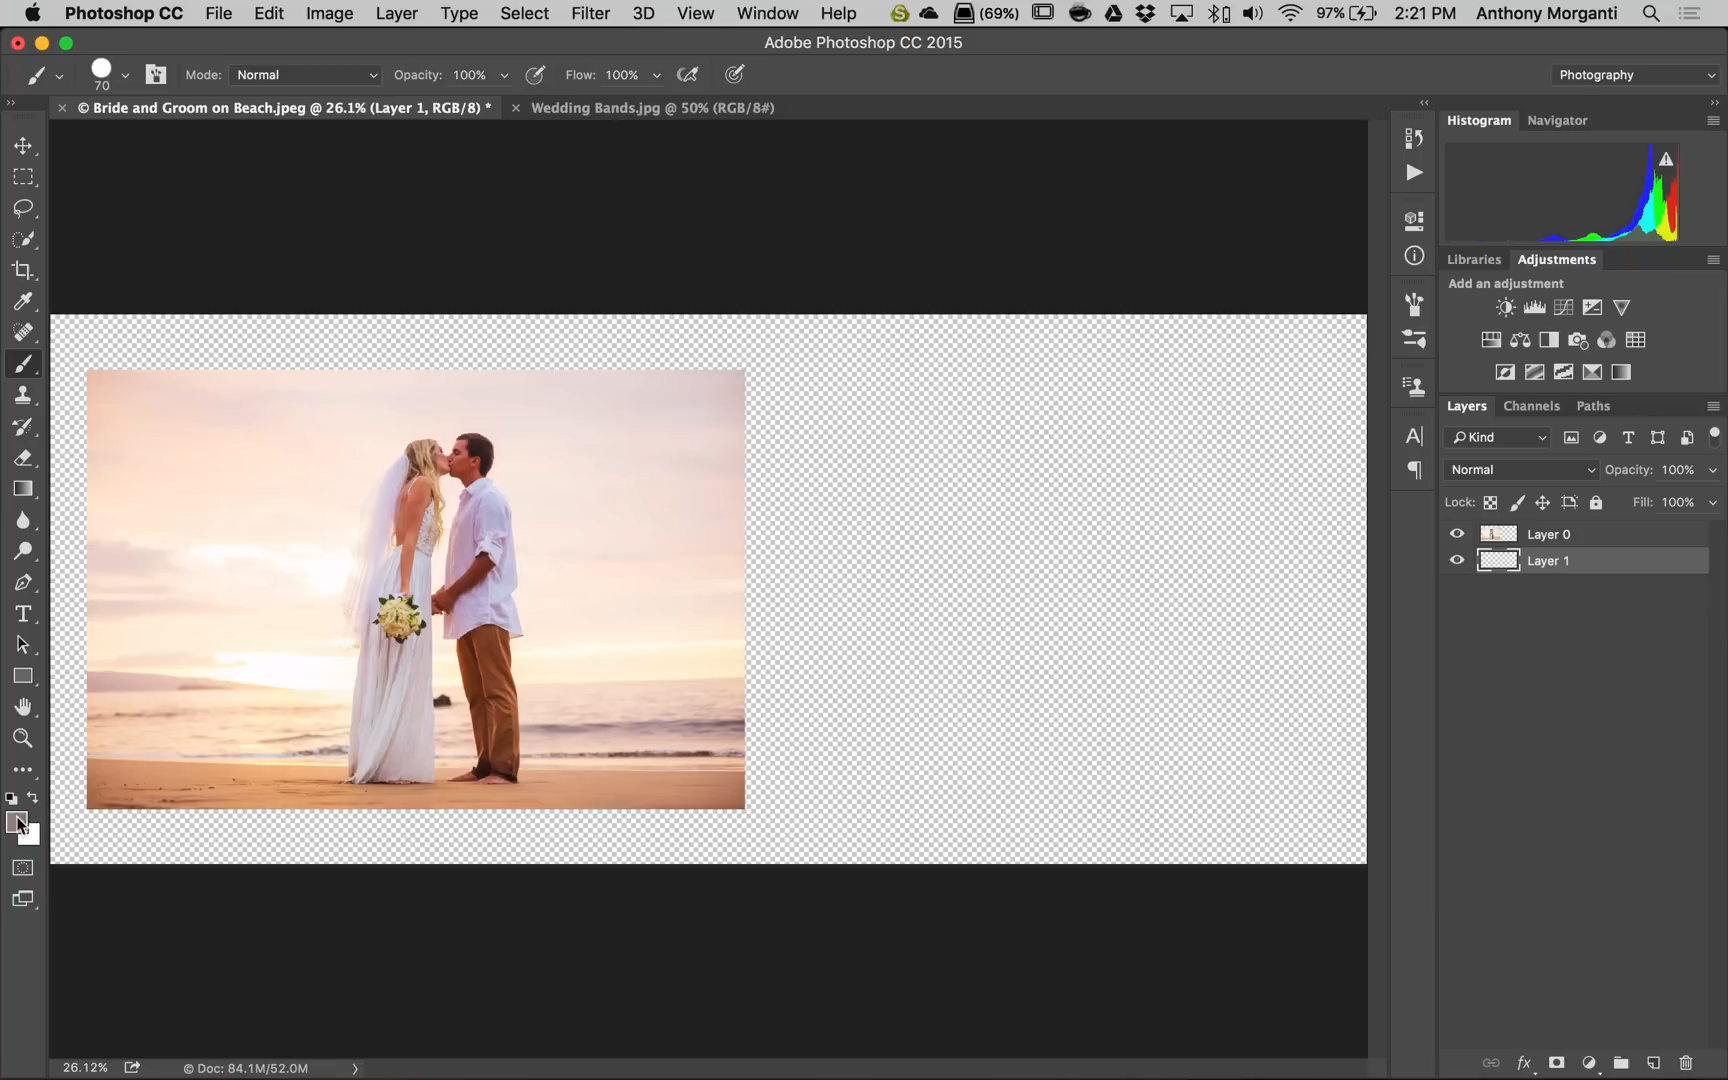 Photoshop CC File Edit Image Layer Type Select Filter 3D View Window Help (69%) 97% 2:21 PM Anthony Morganti
Adobe Photoshop CC 2015
70 Mode: Normal Opacity: 100% Flow: 100% Photography
© Bride and Groom on Beach.jpeg @ 26.1% (Layer 1, RGB/8) * Wedding Bands.jpg @ 50% (RGB/8#)
Histogram Navigator
Libraries Adjustments
Add an adjustment
Layers Channels Paths
Kind
Normal Opacity: 100%
Lock: Fill: 100%
Layer 0
Layer 1
26.12% © Doc: 84.1M/52.0M